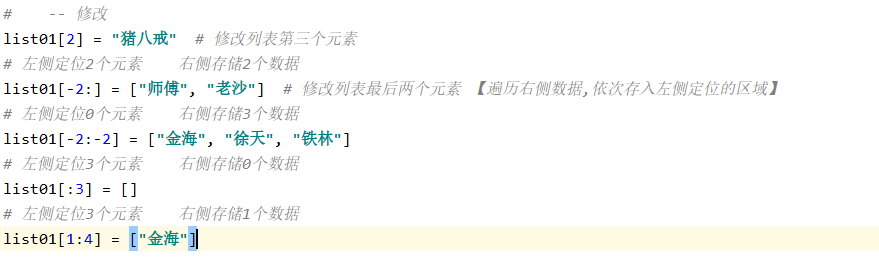 #    -- 修改
list01[2] = "猪八戒"  # 修改列表第三个元素
# 左侧定位2个元素    右侧存储2个数据
list01[-2:] = ["师傅", "老沙"]  # 修改列表最后两个元素 【遍历右侧数据,依次存入左侧定位的区域】
# 左侧定位0个元素    右侧存储3个数据
list01[-2:-2] = ["金海", "徐天", "铁林"]
# 左侧定位3个元素    右侧存储0个数据
list01[:3] = []
# 左侧定位3个元素    右侧存储1个数据
list01[1:4] = ["金海"]